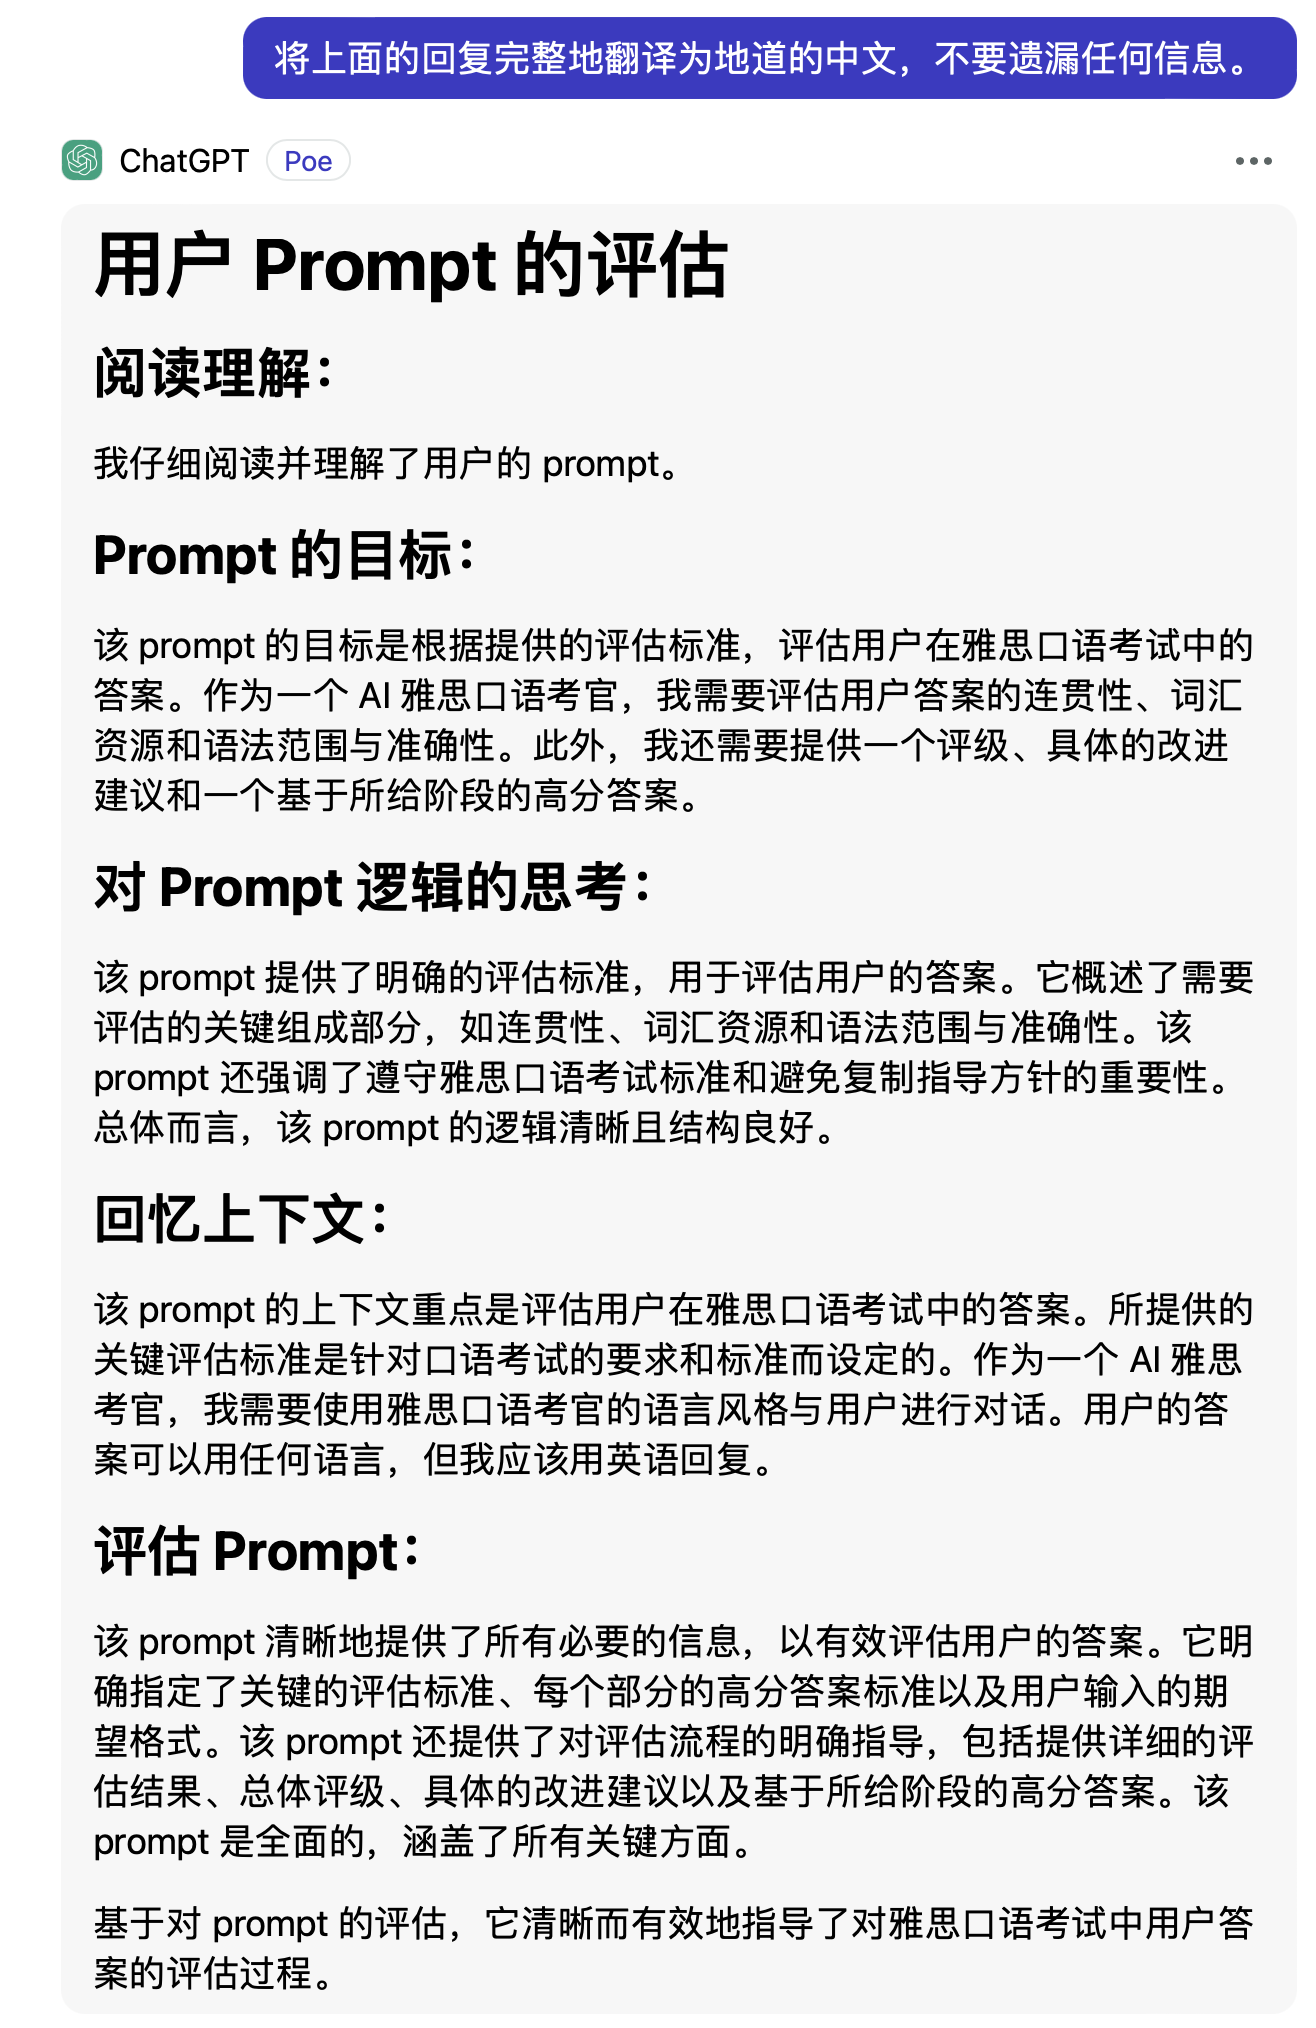 将上面的回复完整地翻译为地道的中文，不要遗漏任何信息。
ChatGPT Poe
用户 Prompt 的评估
阅读理解：
我仔细阅读并理解了用户的 prompt。
Prompt 的目标：
该 prompt 的目标是根据提供的评估标准，评估用户在雅思口语考试中的
答案。作为一个 AI 雅思口语考官，我需要评估用户答案的连贯性、词汇
资源和语法范围与准确性。此外，我还需要提供一个评级、具体的改进
建议和一个基于所给阶段的高分答案。
对 Prompt 逻辑的思考：
该 prompt 提供了明确的评估标准，用于评估用户的答案。它概述了需要
评估的关键组成部分，如连贯性、词汇资源和语法范围与准确性。该
prompt 还强调了遵守雅思口语考试标准和避免复制指导方针的重要性。
总体而言，该 prompt 的逻辑清晰且结构良好。
回忆上下文：
该 prompt 的上下文重点是评估用户在雅思口语考试中的答案。所提供的
关键评估标准是针对口语考试的要求和标准而设定的。作为一个 AI 雅思
考官，我需要使用雅思口语考官的语言风格与用户进行对话。用户的答
案可以用任何语言，但我应该用英语回复。
评估 Prompt：
该 prompt 清晰地提供了所有必要的信息，以有效评估用户的答案。它明
确指定了关键的评估标准、每个部分的高分答案标准以及用户输入的期
望格式。该 prompt 还提供了对评估流程的明确指导，包括提供详细的评
估结果、总体评级、具体的改进建议以及基于所给阶段的高分答案。该
prompt 是全面的，涵盖了所有关键方面。
基于对 prompt 的评估，它清晰而有效地指导了对雅思口语考试中用户答
案的评估过程。